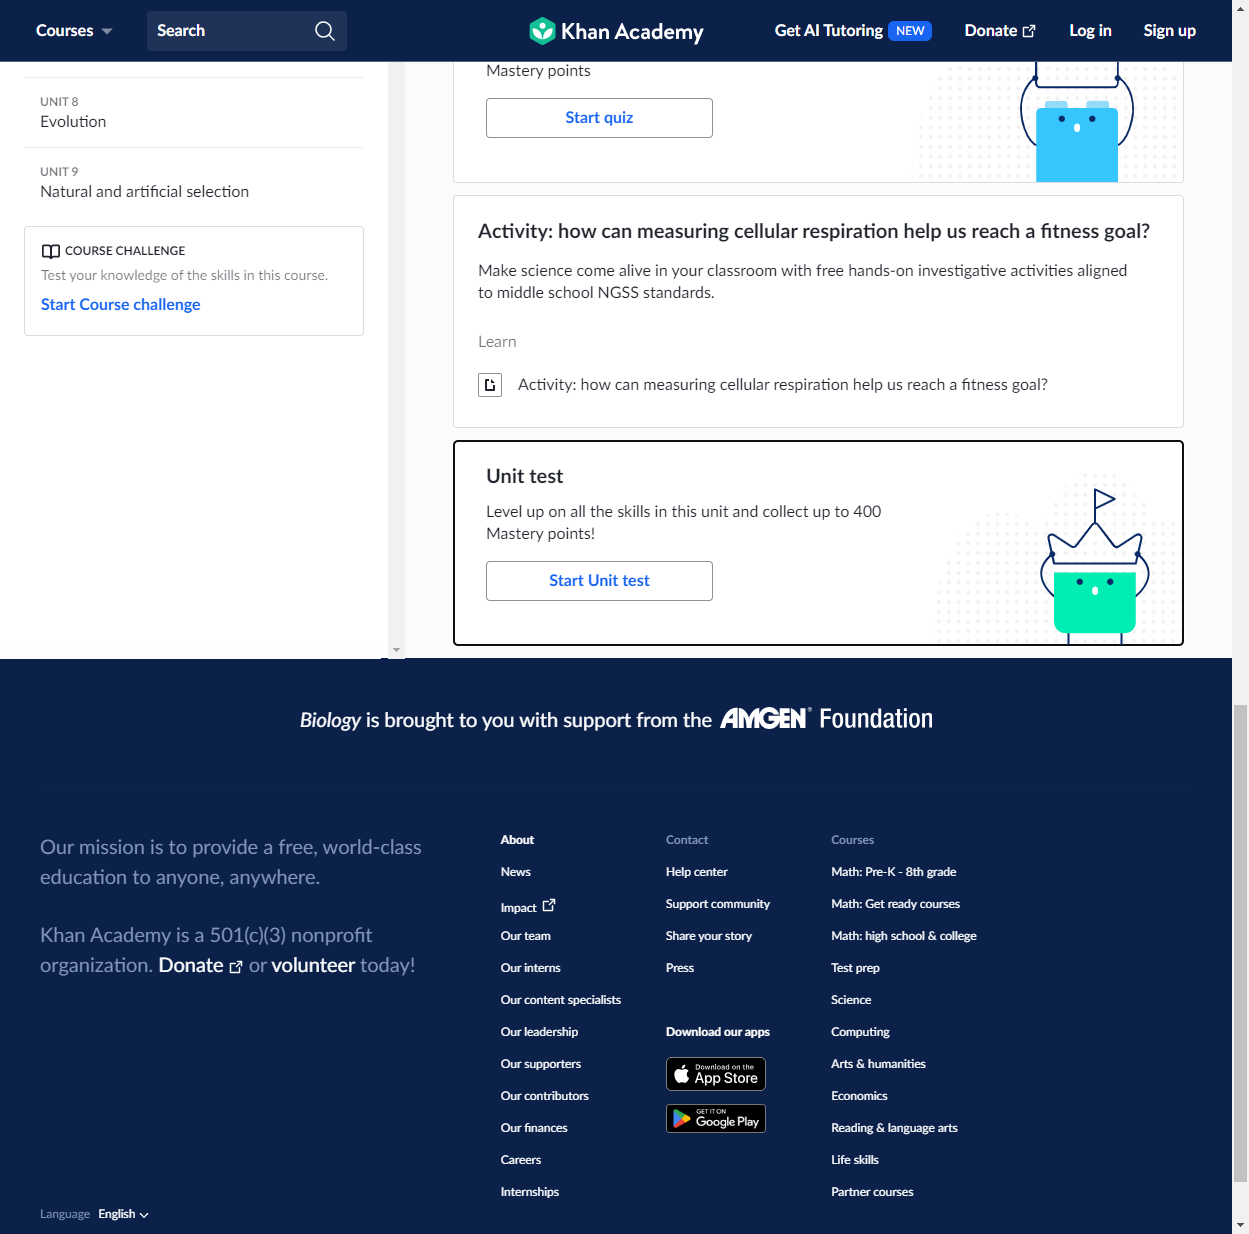 Courses
Search
Khan Academy
Get AI Tutoring NEW
Donate
Log in
Sign up
UNIT 8
Evolution
UNIT 9
Natural and artificial selection
COURSE CHALLENGE
Test your knowledge of the skills in this course.
Start Course challenge
Mastery points
Start quiz
Activity: how can measuring cellular respiration help us reach a fitness goal?
Make science come alive in your classroom with free hands-on investigative activities aligned
to middle school NGSS standards.
Learn
Activity: how can measuring cellular respiration help us reach a fitness goal?
Unit test
Level up on all the skills in this unit and collect up to 400
Mastery points!
Start Unit test
Biology is brought to you with support from the AMGEN® Foundation
Our mission is to provide a free, world-class
education to anyone, anywhere.
Khan Academy is a 501(c)(3) nonprofit
organization. Donate or volunteer today!
About
News
Impact
Our team
Our interns
Our content specialists
Our leadership
Our supporters
Our contributors
Our finances
Careers
Internships
Contact
Help center
Support community
Share your story
Press
Download our apps
Download on the
App Store
GET IT ON
Google Play
Courses
Math: Pre-K - 8th grade
Math: Get ready courses
Math: high school & college
Test prep
Science
Computing
Arts & humanities
Economics
Reading & language arts
Life skills
Partner courses
Language English